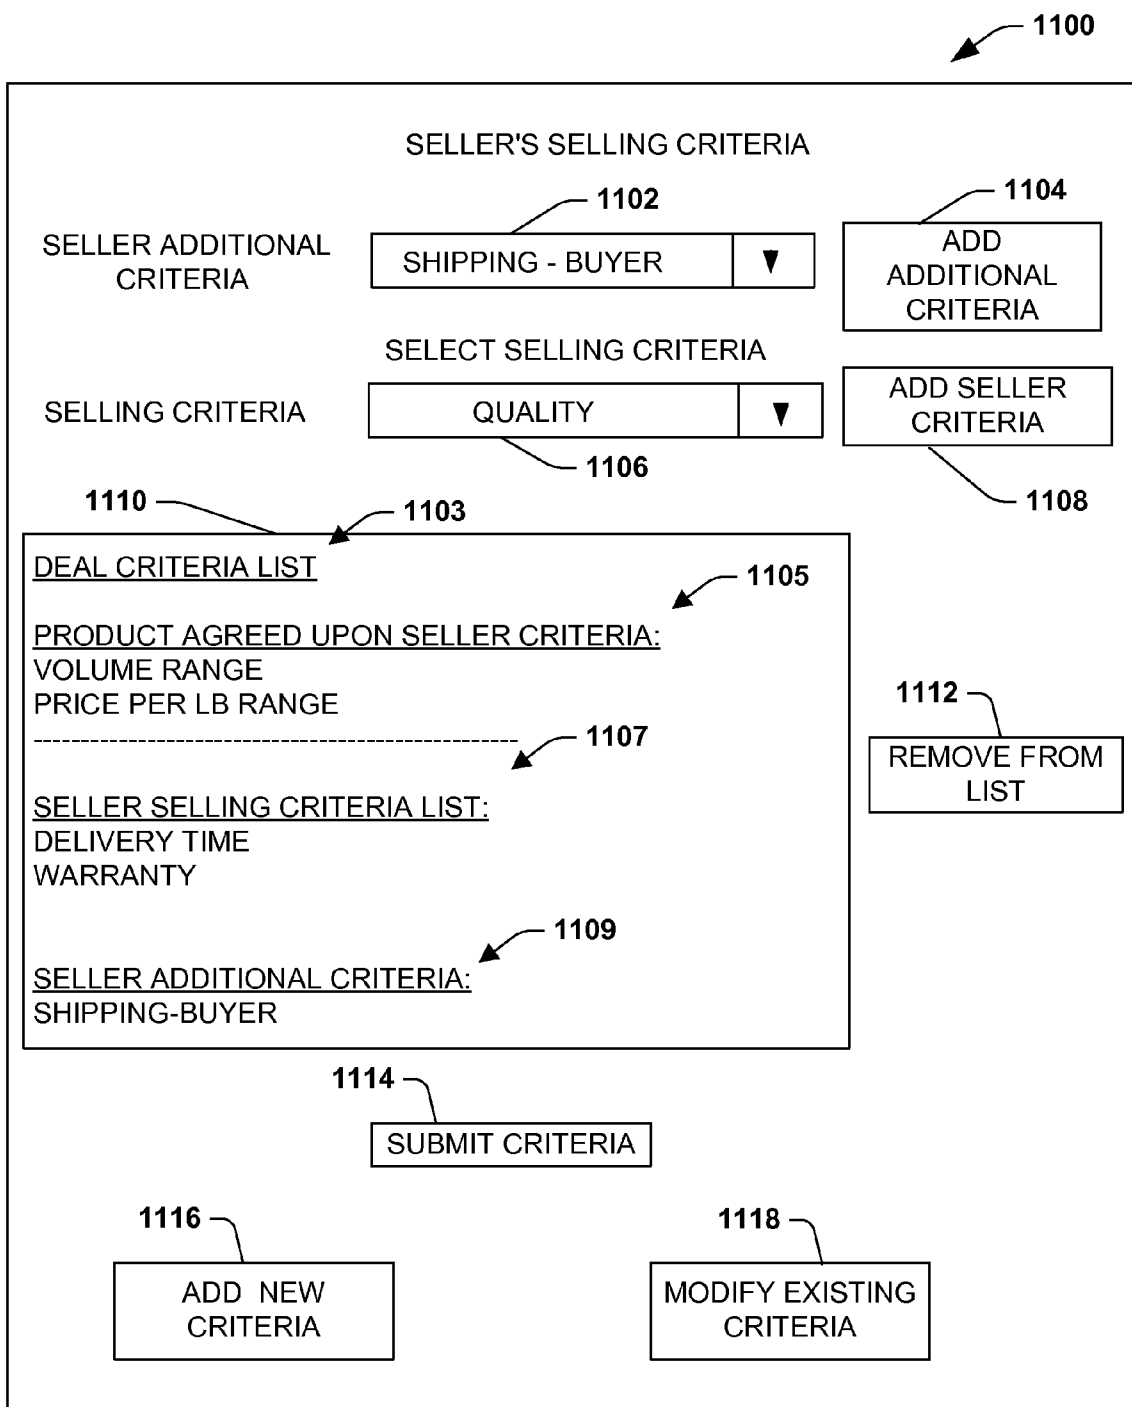 1100
SELLER'S SELLING CRITERIA
1102
1104
SELLER ADDITIONAL
CRITERIA
SHIPPING - BUYER
ADD
ADDITIONAL
CRITERIA
SELECT SELLING CRITERIA
SELLING CRITERIA
QUALITY
ADD SELLER
CRITERIA
1106
1108
1110
1103
DEAL CRITERIA LIST
1105
PRODUCT AGREED UPON SELLER CRITERIA:
VOLUME RANGE
PRICE PER LB RANGE
1112
REMOVE FROM
LIST
1107
SELLER SELLING CRITERIA LIST:
DELIVERY TIME
WARRANTY
1109
SELLER ADDITIONAL CRITERIA:
SHIPPING-BUYER
1114
SUBMIT CRITERIA
1116
ADD NEW
CRITERIA
1118
MODIFY EXISTING
CRITERIA